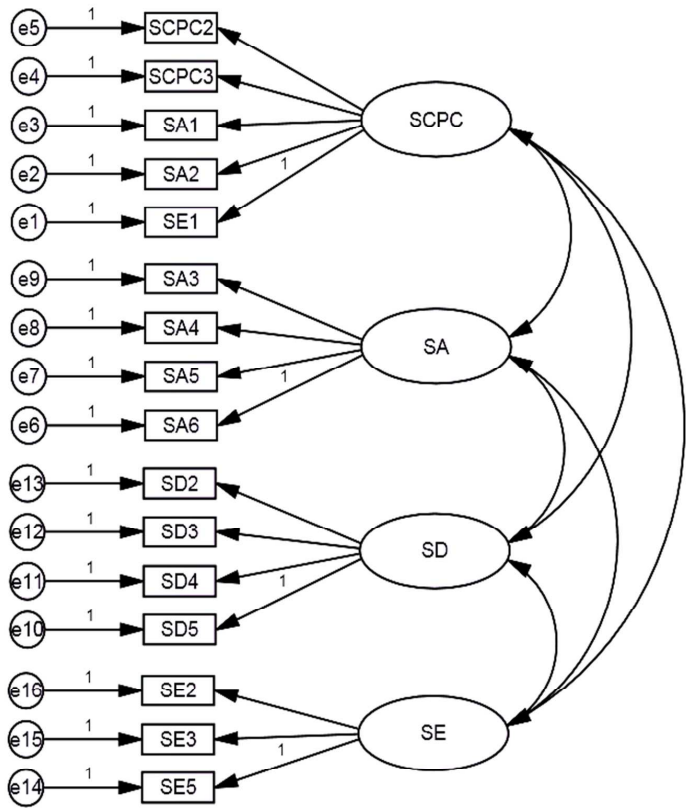 e5 1 SCPC2
e4 1 SCPC3
e3 1 SA1
e2 1 SA2
e1 1 SE1
1
SCPC
e9 1 SA3
e8 1 SA4
e7 1 SA5
e6 1 SA6
1
SA
e13 1 SD2
e12 1 SD3
e11 1 SD4
e10 1 SD5
1
SD
e16 1 SE2
e15 1 SE3
e14 1 SE5
1
SE